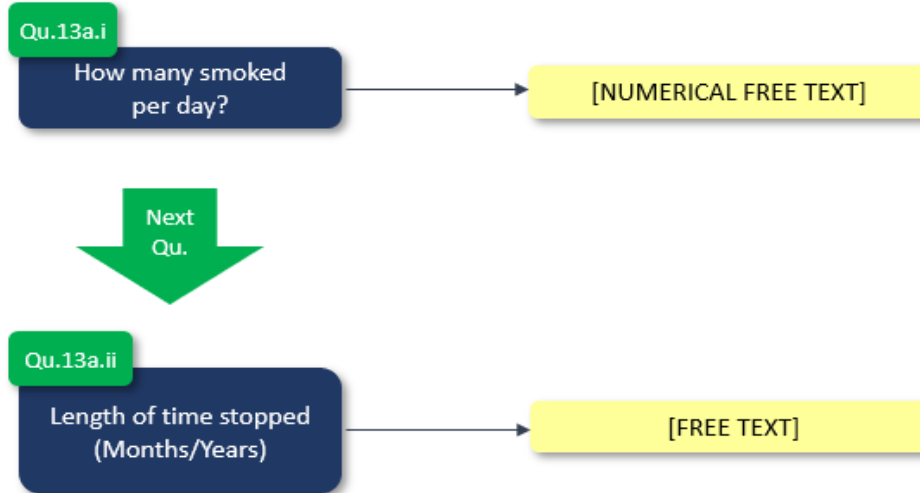 Qu.13a.i
How many smoked
per day?
[NUMERICAL FREE TEXT]
Next
Qu.
Qu.13a.ii
Length of time stopped
(Months/Years)
[FREE TEXT]